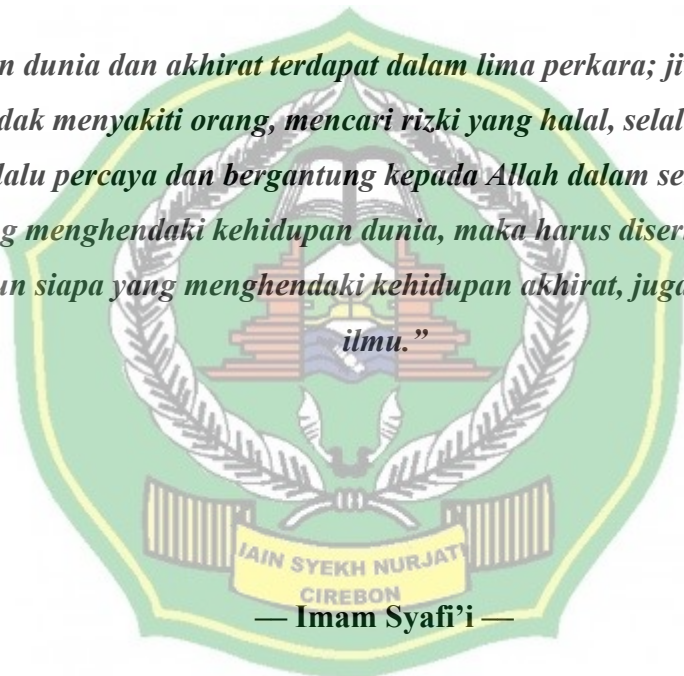 n dunia dan akhirat terdapat dalam lima perkara; ji
dak menyakiti orang, mencari rizki yang halal, selal
lalu percaya dan bergantung kepada Allah dalam se
g menghendaki kehidupan dunia, maka harus diser
un siapa yang menghendaki kehidupan akhirat, juga
ilmu.”
IAIN SYEKH NURJATI
CIREBON
— Imam Syafi’i —